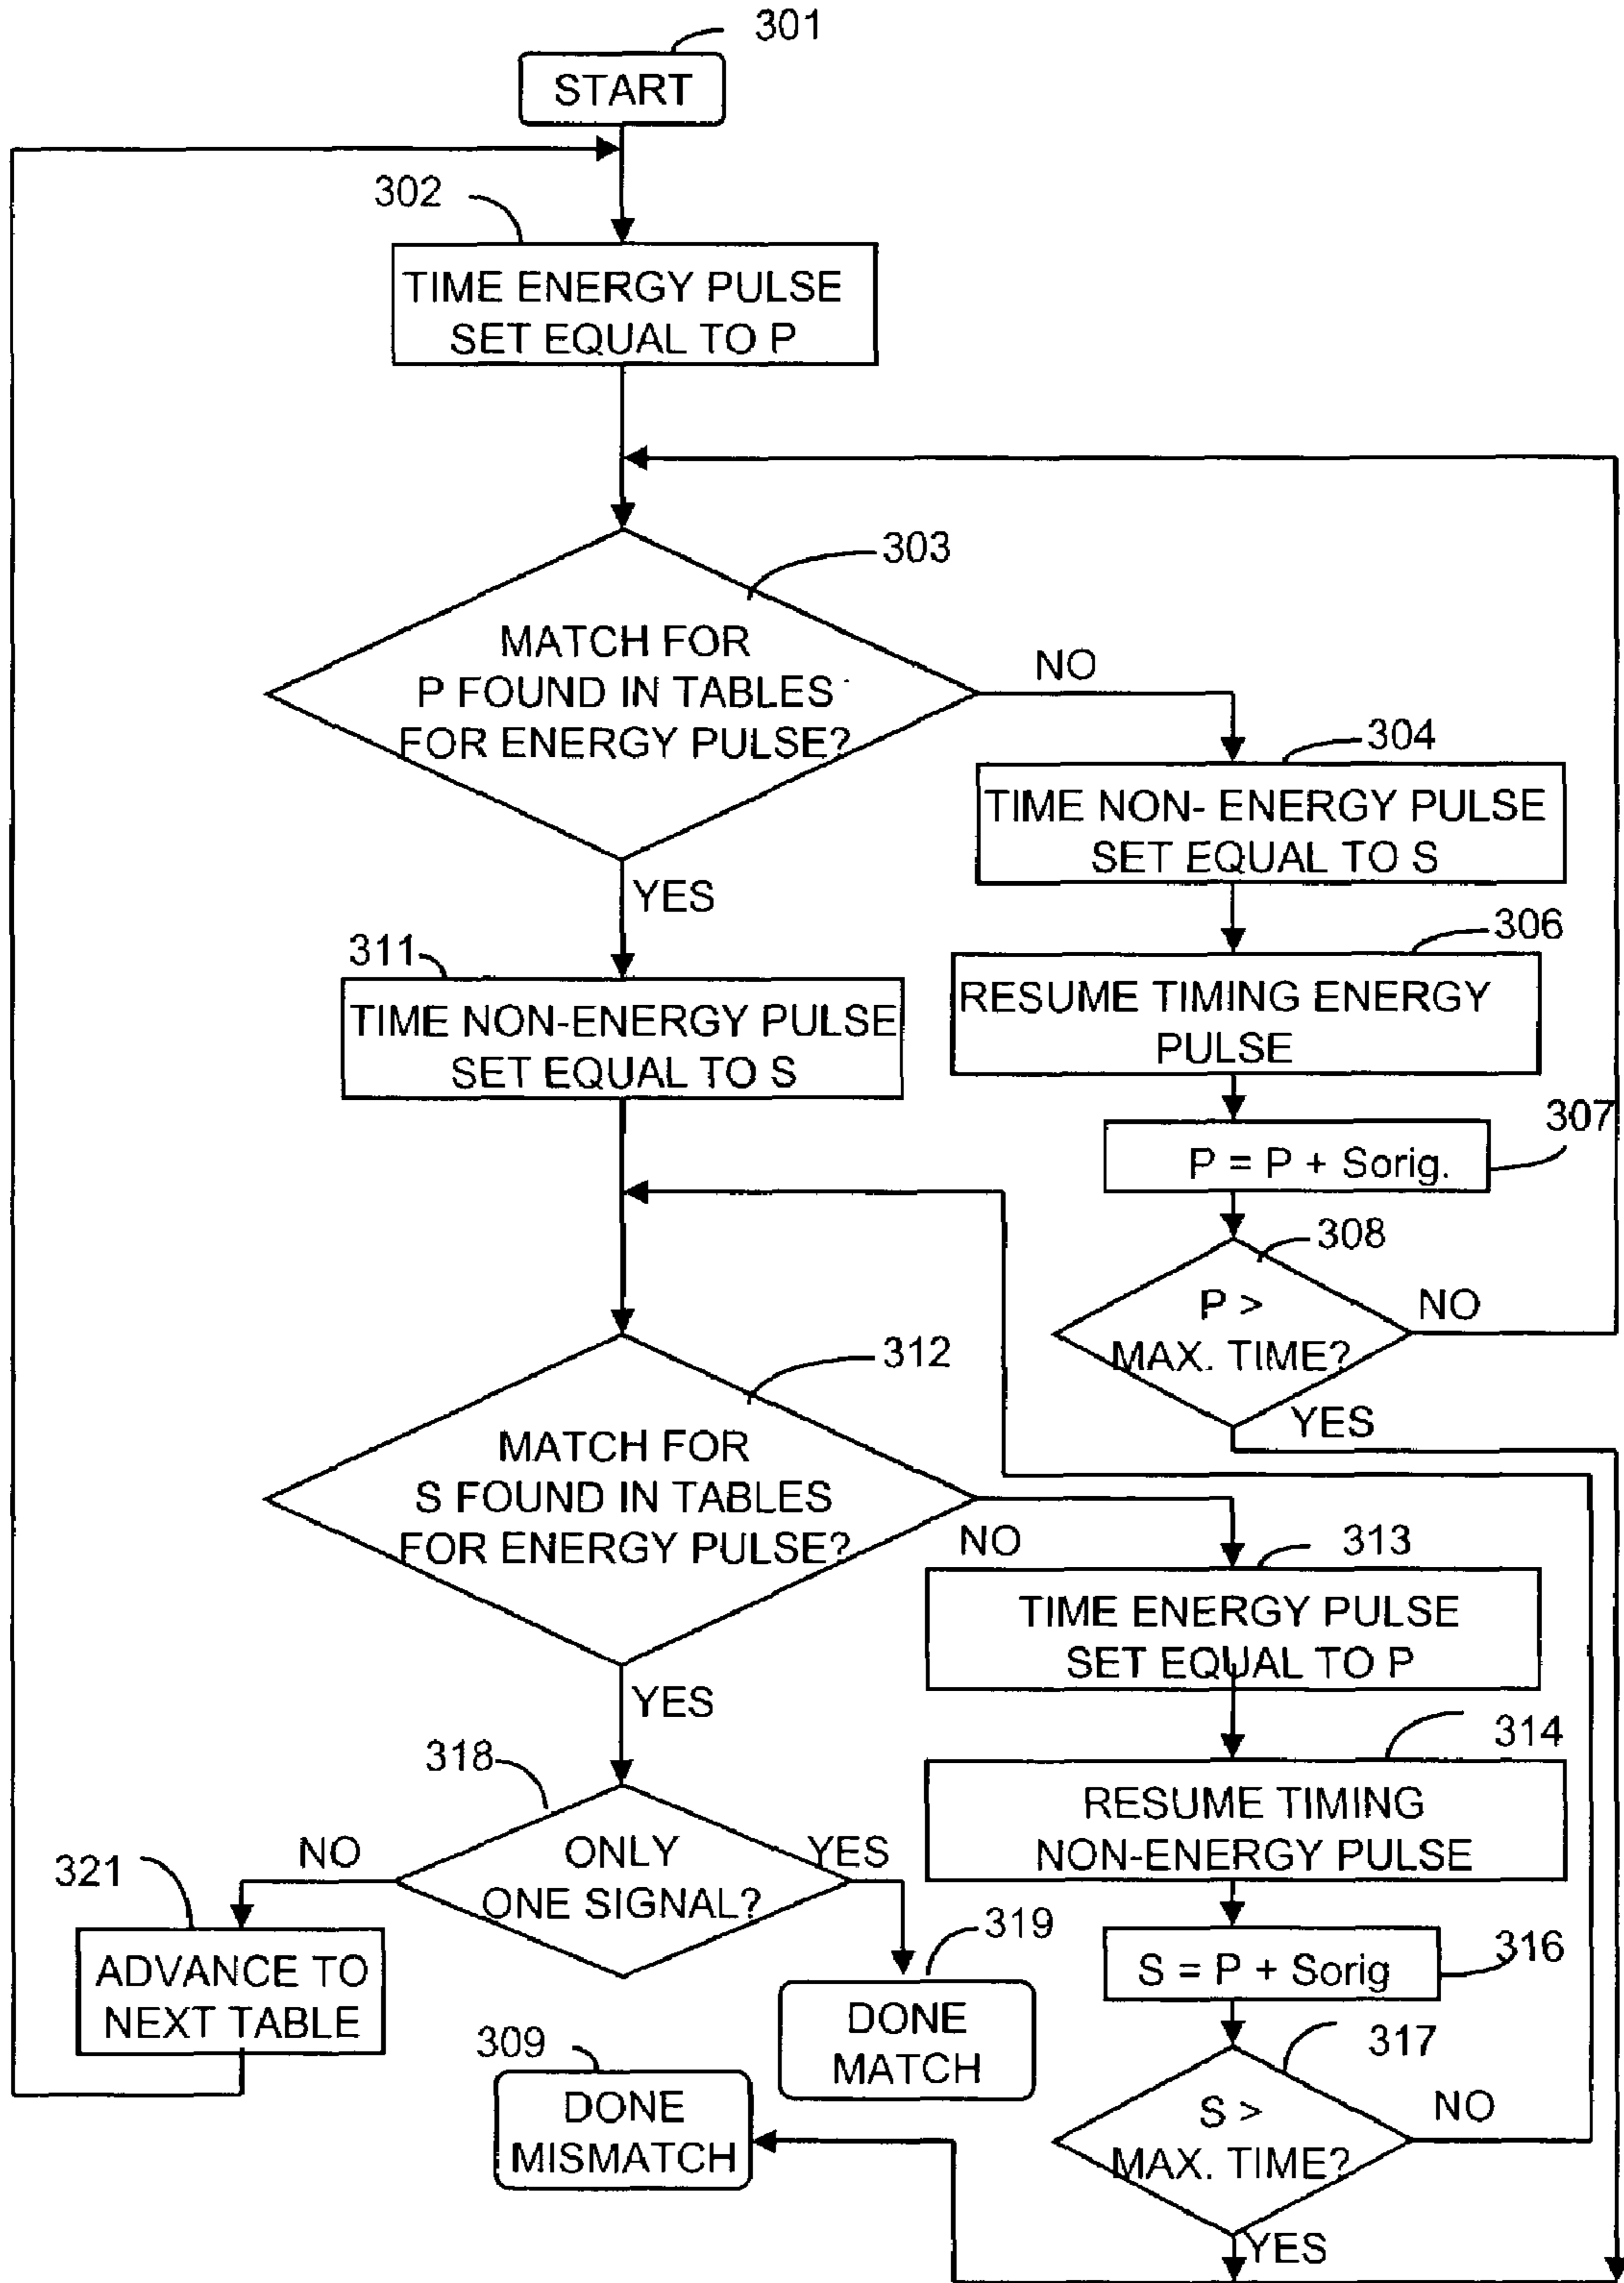 301
START
302
TIME ENERGY PULSE
SET EQUAL TO P
303
MATCH FOR
P FOUND IN TABLES
FOR ENERGY PULSE?
NO
304
TIME NON- ENERGY PULSE
SET EQUAL TO S
YES
306
311
RESUME TIMING ENERGY
PULSE
TIME NON-ENERGY PULSE
SET EQUAL TO S
307
P = P + Sorig.
308
P >
MAX. TIME?
NO
YES
312
MATCH FOR
S FOUND IN TABLES
FOR ENERGY PULSE?
NO
313
TIME ENERGY PULSE
SET EQUAL TO P
YES
314
318
RESUME TIMING
NON-ENERGY PULSE
ONLY
ONE SIGNAL?
NO
YES
321
319
316
S = P + Sorig
ADVANCE TO
NEXT TABLE
DONE
MATCH
309
317
DONE
MISMATCH
S >
MAX. TIME?
NO
YES